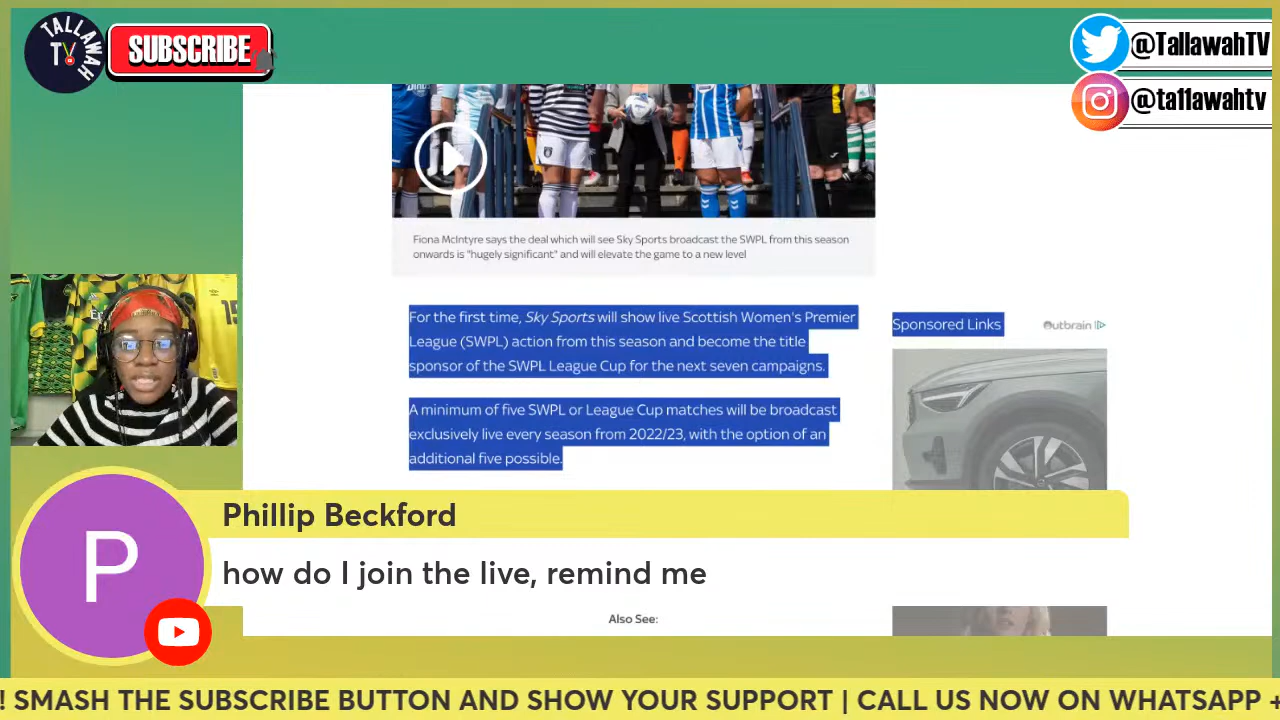 TALLAWAH
TV
SUBSCRIBE
@TallawahTV
@ta11awahtv
Fiona McIntyre says the deal which will see Sky Sports broadcast the SWPL from this season
onwards is "hugely significant" and will elevate the game to a new level
For the first time, Sky Sports will show live Scottish Women's Premier
League (SWPL) action from this season and become the title
sponsor of the SWPL League Cup for the next seven campaigns.
A minimum of five SWPL or League Cup matches will be broadcast
exclusively live every season from 2022/23, with the option of an
additional five possible.
Sponsored Links
Outbrain
P
Phillip Beckford
how do I join the live, remind me
Also See:
! SMASH THE SUBSCRIBE BUTTON AND SHOW YOUR SUPPORT | CALL US NOW ON WHATSAPP +